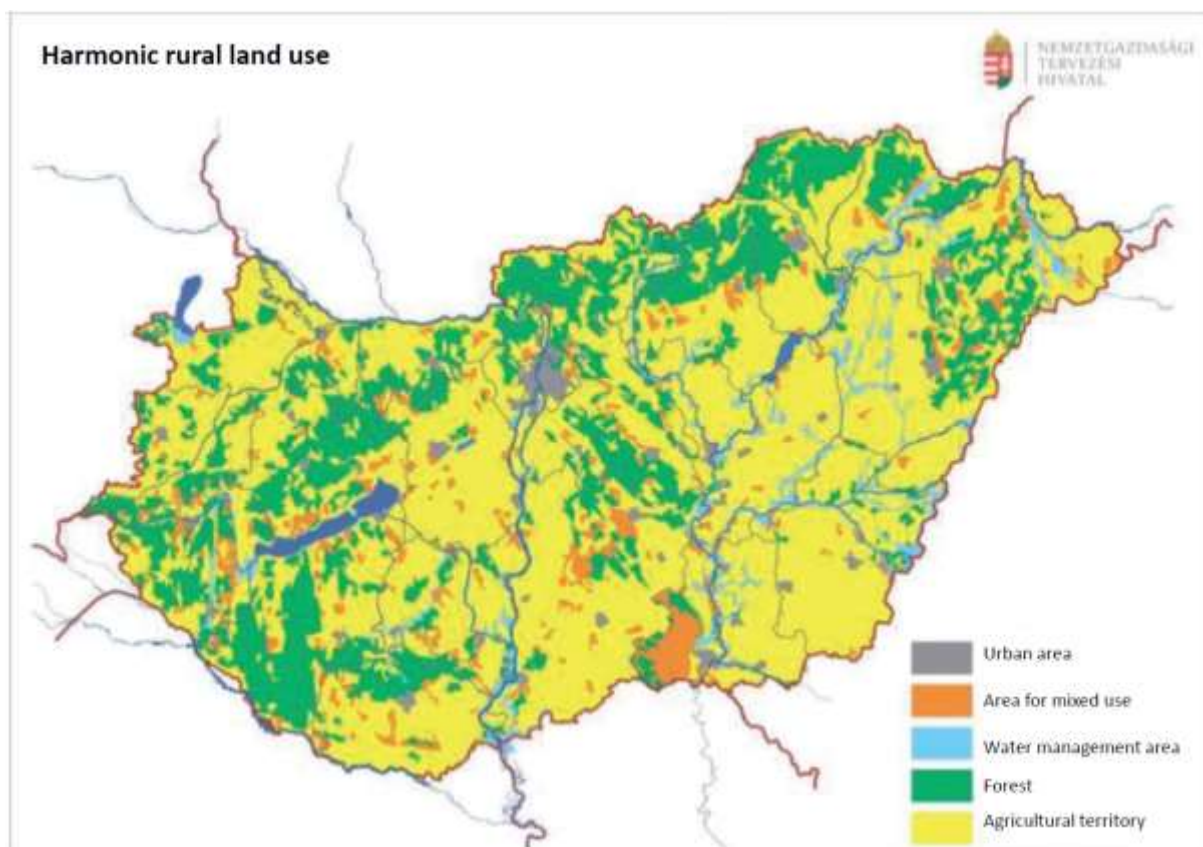 Harmonic rural land use
NEMZETGAZDASÁGI
TERVEZÉSI
HIVATAL
Urban area
Area for mixed use
Water management area
Forest
Agricultural territory